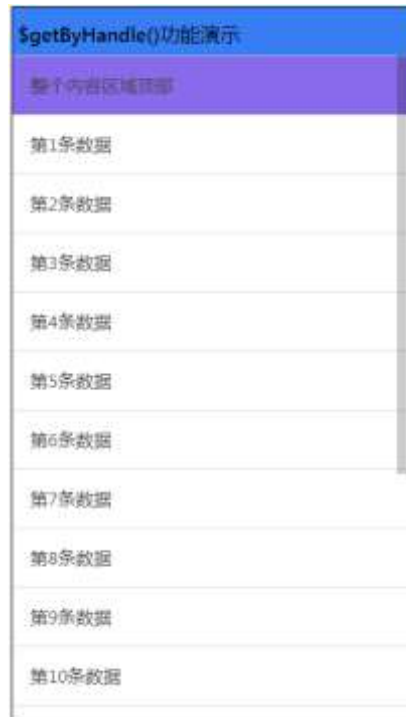 $getByHandle()功能演示
整个内容区域顶部
第1条数据
第2条数据
第3条数据
第4条数据
第5条数据
第6条数据
第7条数据
第8条数据
第9条数据
第10条数据